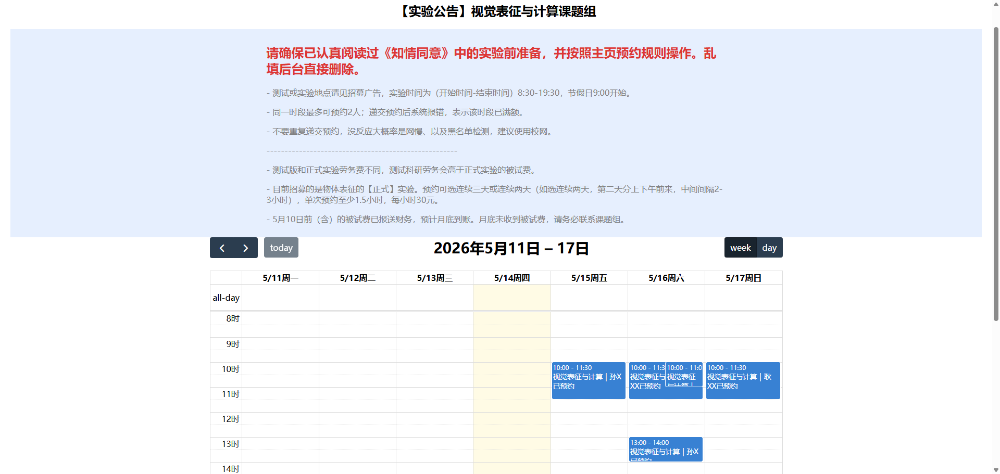 【实验公告】视觉表征与计算课题组
请确保已认真阅读过《知情同意》中的实验前准备，并按照主页预约规则操作。乱
填后台直接删除。
- 测试或实验地点请见招募广告，实验时间为（开始时间-结束时间）8:30-19:30，节假日9:00开始。
- 同一时段最多可预约2人；递交预约后系统报错，表示该时段已满额。
- 不要重复递交预约，没反应大概率是网慢、以及黑名单检测，建议使用校网。
-----------------------------------------------------
- 测试版和正式实验劳务费不同，测试科研劳务会高于正式实验的被试费。
- 目前招募的是物体表征的【正式】实验。预约可选连续三天或连续两天（如选连续两天，第二天分上下午前来，中间间隔2-
3小时），单次预约至少1.5小时，每小时30元。
- 5月10日前（含）的被试费已报送财务，预计月底到账。月底未收到被试费，请务必联系课题组。
today
2026年5月11日 – 17日
week day
5/11周一 5/12周二 5/13周三 5/14周四 5/15周五 5/16周六 5/17周日
all-day
8时
9时
10时
10:00 - 11:30
视觉表征与计算 | 孙X
已预约
10:00 - 11:3
视觉表征与
XX已预约
10:00 - 11:0
视觉表征
与计算 |
10:00 - 11:30
视觉表征与计算 | 耿
XX已预约
11时
12时
13时
13:00 - 14:00
视觉表征与计算 | 孙X
已预约
14时